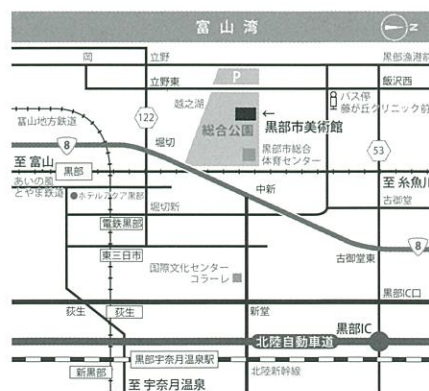 富山湾
N
岡
立野
黒部漁港前
立野東
P
飯沢西
越之湖
バス停
藤が丘クリニック前
富山地方鉄道
122
総合公園
←
黒部市美術館
8
堀切
黒部市総合
体育センター
53
至 富山
黒部
中新
至 糸魚川
あいの風
とやま鉄道
ホテルアクア黒部
堀切新
古御堂
電鉄黒部
8
東三日市
古御堂東
国際文化センター
コラーレ
黒部IC口
荻生
荻生
新堂
黒部IC
北陸自動車道
黒部宇奈月温泉駅
新黒部
北陸新幹線
至 宇奈月温泉